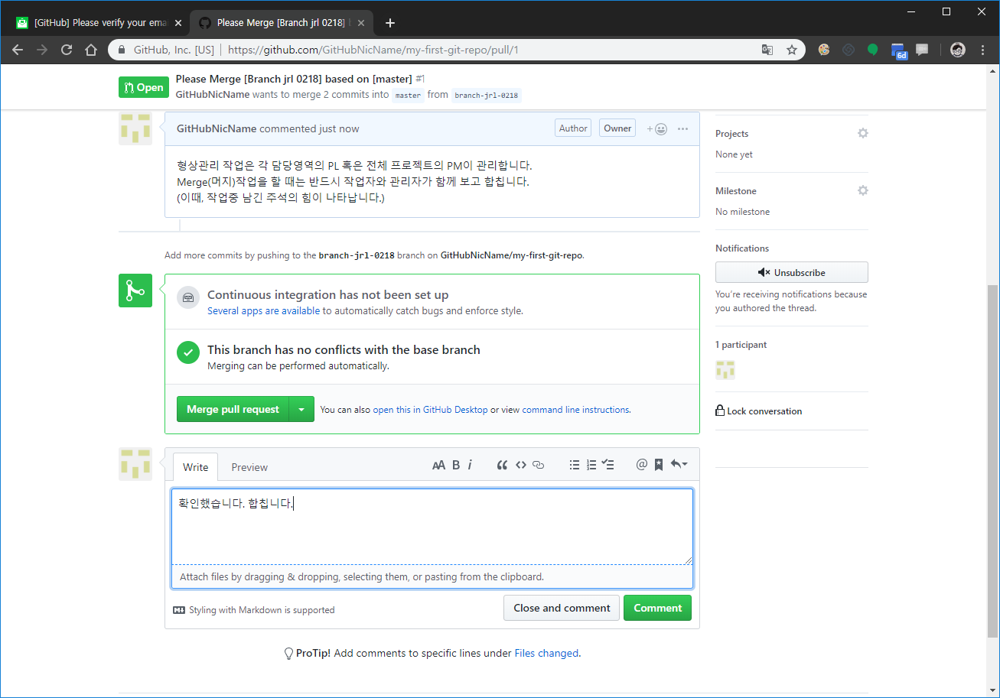 [GitHub] Please verify your ema
Please Merge [Branch jrl 0218]
GitHub, Inc. [US] | https://github.com/GitHubNicName/my-first-git-repo/pull/1
6d
Open
Please Merge [Branch jrl 0218] based on [master] #1
GitHubNicName wants to merge 2 commits into master from branch-jrl-0218
GitHubNicName commented just now
Author
Owner
형상관리 작업은 각 담당영역의 PL 혹은 전체 프로젝트의 PM이 관리합니다.
Merge(머지)작업을 할 때는 반드시 작업자와 관리자가 함께 보고 합칩니다.
(이때, 작업중 남긴 주석의 힘이 나타납니다.)
Add more commits by pushing to the branch-jrl-0218 branch on GitHubNicName/my-first-git-repo.
Continuous integration has not been set up
Several apps are available to automatically catch bugs and enforce style.
This branch has no conflicts with the base branch
Merging can be performed automatically.
Merge pull request
You can also open this in GitHub Desktop or view command line instructions.
Write
Preview
확인했습니다. 합칩니다.
Attach files by dragging & dropping, selecting them, or pasting from the clipboard.
Styling with Markdown is supported
Close and comment
Comment
ProTip! Add comments to specific lines under Files changed.
Projects
None yet
Milestone
No milestone
Notifications
Unsubscribe
You're receiving notifications because
you authored the thread.
1 participant
Lock conversation